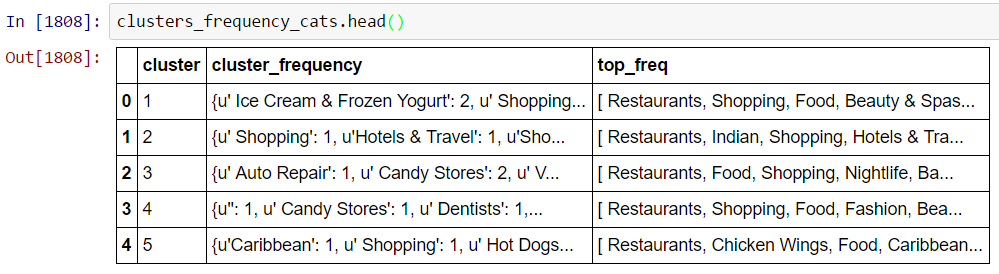 In [1808]: clusters_frequency_cats.head()
Out[1808]:
cluster cluster_frequency top_freq
0 1 {u' Ice Cream & Frozen Yogurt': 2, u' Shopping... [ Restaurants, Shopping, Food, Beauty & Spas...
1 2 {u' Shopping': 1, u'Hotels & Travel': 1, u'Sho... [ Restaurants, Indian, Shopping, Hotels & Tra...
2 3 {u' Auto Repair': 1, u' Candy Stores': 2, u' V... [ Restaurants, Food, Shopping, Nightlife, Ba...
3 4 {u'': 1, u' Candy Stores': 1, u' Dentists': 1,... [ Restaurants, Shopping, Food, Fashion, Bea...
4 5 {u'Caribbean': 1, u' Shopping': 1, u' Hot Dogs... [ Restaurants, Chicken Wings, Food, Caribbean...